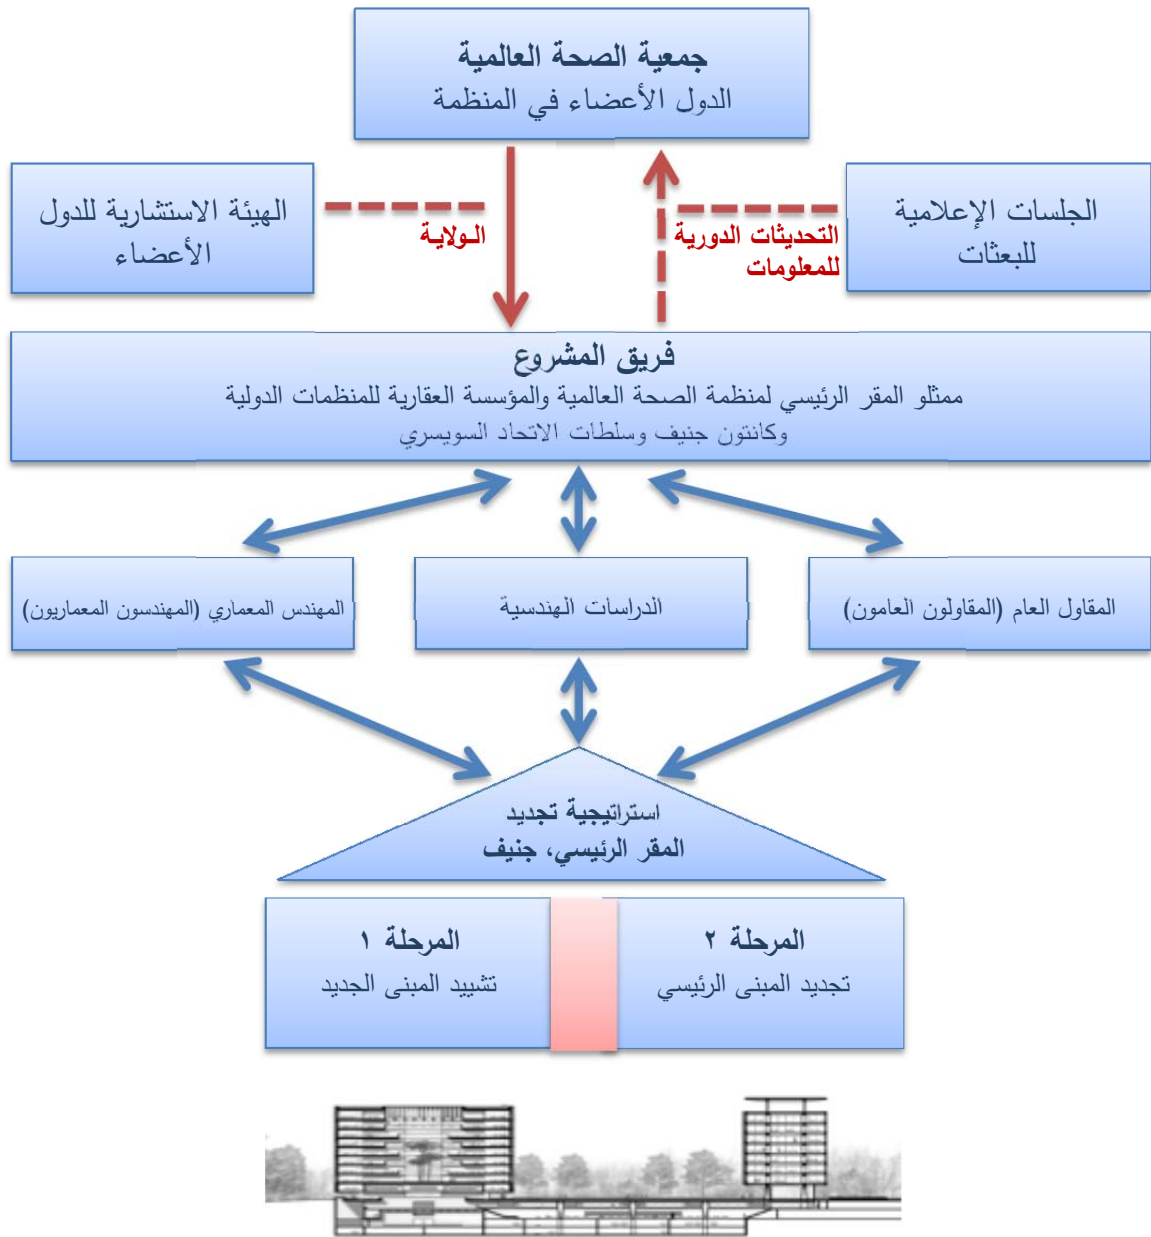 جمعية الصحة العالمية
الدول الأعضاء في المنظمة
الجلسات الإعلامية
للبعثات
التحديثات الدورية
للمعلومات
الولاية
الهيئة الاستشارية للدول
الأعضاء
فريق المشروع
ممثلو المقر الرئيسي لمنظمة الصحة العالمية والمؤسسة العقارية للمنظمات الدولية
وكانتون جنيف وسلطات الاتحاد السويسري
المقاول العام (المقاولون العامون)
الدراسات الهندسية
المهندس المعماري (المهندسون المعماريون)
استراتيجية تجديد
المقر الرئيسي، جنيف
المرحلة ٢
تجديد المبنى الرئيسي
المرحلة ١
تشييد المبنى الجديد